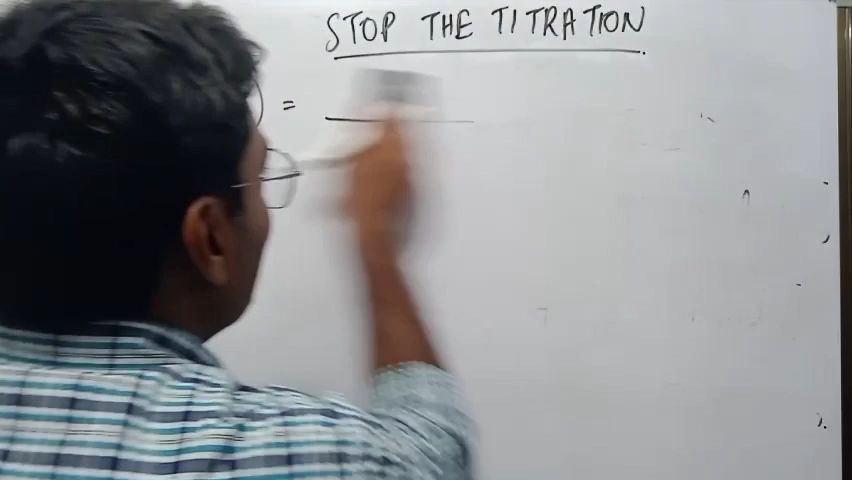 STOP THE TITRATION.
) =